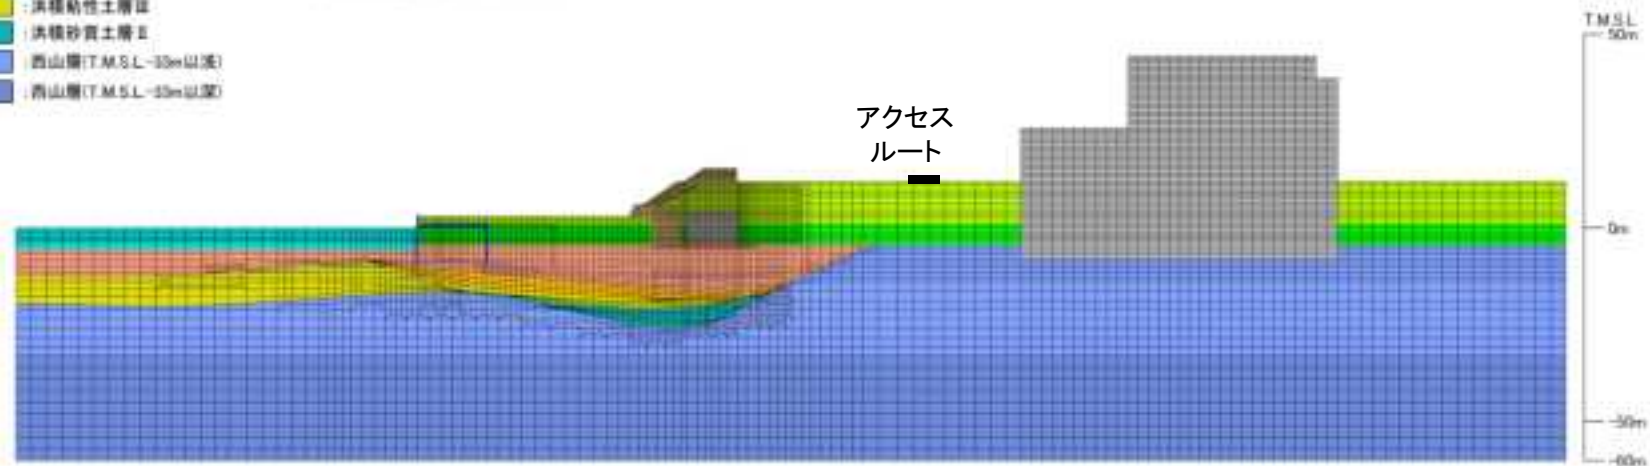 :洪積粘性土層Ⅲ
:洪積砂質土層Ⅱ
:西山層(T.M.S.L.-33m以浅)
:西山層(T.M.S.L.-33m以深)
アクセス
ルート
T.M.S.L.
50m
0m
-50m
-60m